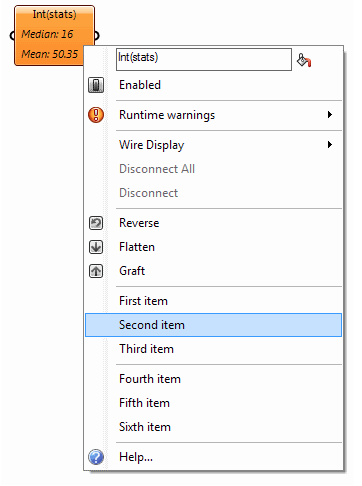 Int(stats)
Median: 16
Mean: 50.35
Int(stats)
Enabled
Runtime warnings
Wire Display
Disconnect All
Disconnect
Reverse
Flatten
Graft
First item
Second item
Third item
Fourth item
Fifth item
Sixth item
Help...